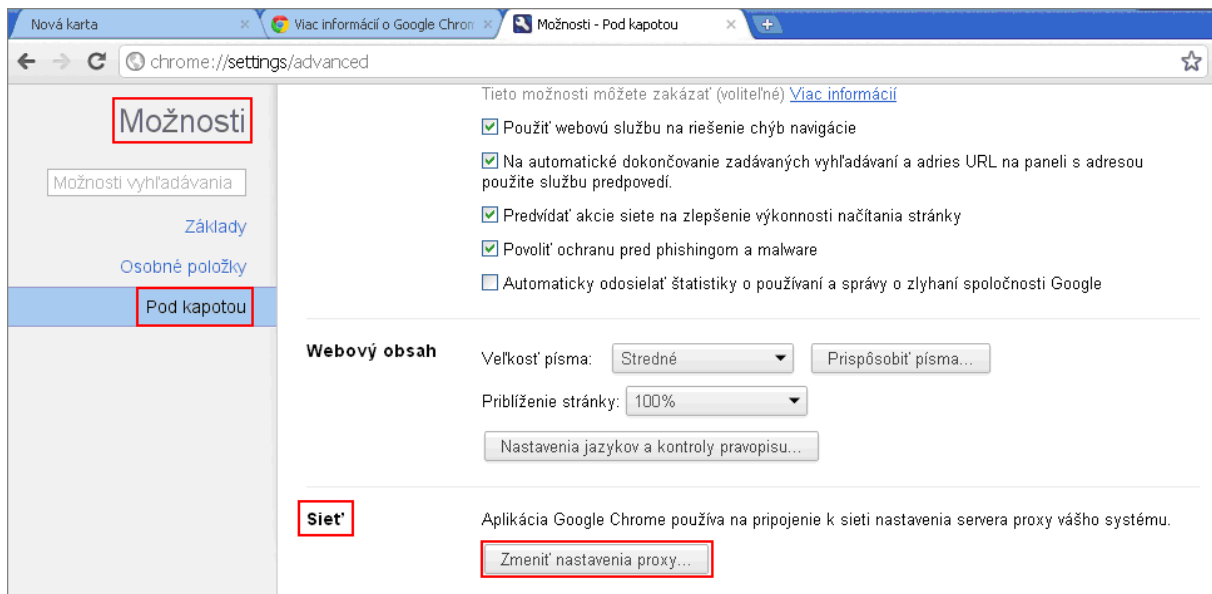 Nová karta
Viac informácií o Google Chrom
Možnosti - Pod kapotou
chrome://settings/advanced
Možnosti
Možnosti vyhľadávania
Základy
Osobné položky
Pod kapotou
Tieto možnosti môžete zakázať (voliteľné) Viac informácií
Použiť webovú službu na riešenie chýb navigácie
Na automatické dokončovanie zadávaných vyhľadávaní a adries URL na paneli s adresou
použite službu predpovedí.
Predvídať akcie siete na zlepšenie výkonnosti načítania stránky
Povoliť ochranu pred phishingom a malware
Automaticky odosielať štatistiky o používaní a správy o zlyhaní spoločnosti Google
Webový obsah
Veľkosť písma: Stredné Prispôsobiť písma...
Priblíženie stránky: 100%
Nastavenia jazykov a kontroly pravopisu...
Sieť
Aplikácia Google Chrome používa na pripojenie k sieti nastavenia servera proxy vášho systému.
Zmeniť nastavenia proxy...